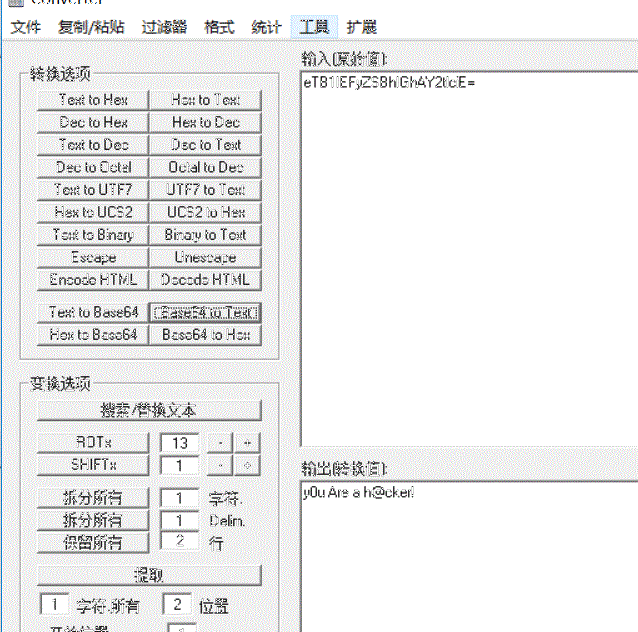 Converter
文件 复制/粘贴 过滤器 格式 统计 工具 扩展
转换选项
Text to Hex Hex to Text
Dec to Hex Hex to Dec
Text to Dec Dec to Text
Dec to Octal Octal to Dec
Text to UTF7 UTF7 to Text
Hex to UCS2 UCS2 to Hex
Text to Binary Binary to Text
Escape Unescape
Encode HTML Decode HTML
Text to Base64 Base64 to Text
Hex to Base64 Base64 to Hex
变换选项
搜索/替换文本
ROTx 13 - +
SHIFTx 1 - +
拆分所有 1 字符.
拆分所有 1 Delim.
保留所有 2 行
提取
1 字符.所有 2 位置
开始位置 1
输入(原始窗):
输出(转换窗):
y0u Are a h@cker!